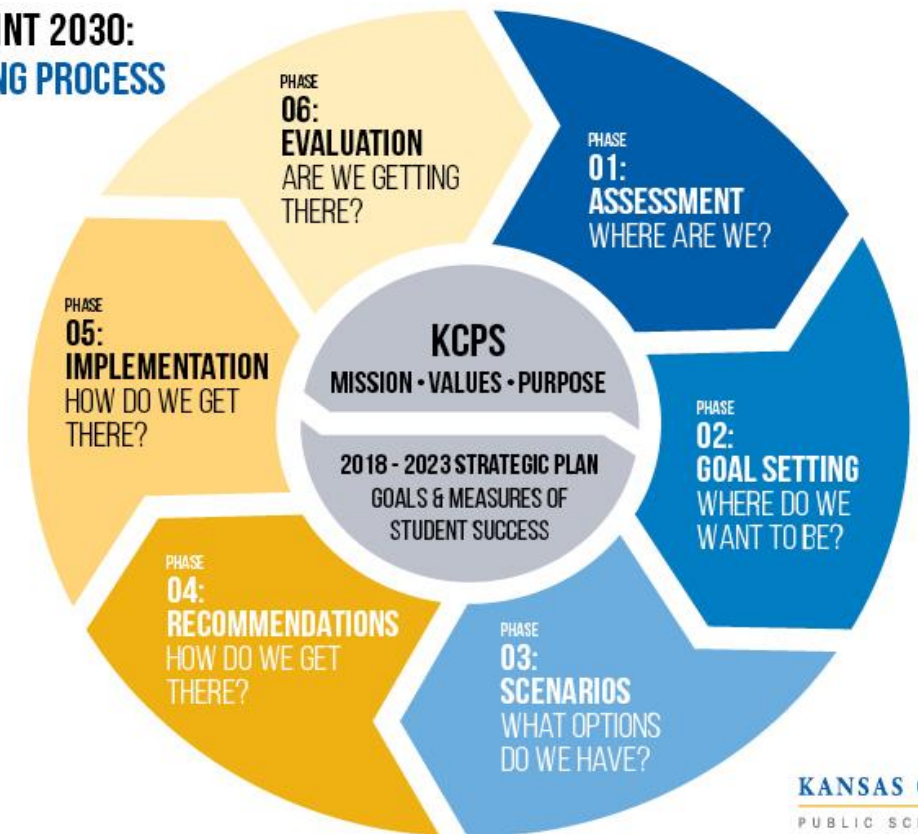 INT 2030:
NG PROCESS
PHASE
01:
ASSESSMENT
WHERE ARE WE?
PHASE
02:
GOAL SETTING
WHERE DO WE
WANT TO BE?
PHASE
03:
SCENARIOS
WHAT OPTIONS
DO WE HAVE?
PHASE
04:
RECOMMENDATIONS
HOW DO WE GET
THERE?
PHASE
05:
IMPLEMENTATION
HOW DO WE GET
THERE?
PHASE
06:
EVALUATION
ARE WE GETTING
THERE?
KCPS
MISSION • VALUES • PURPOSE
2018 - 2023 STRATEGIC PLAN
GOALS & MEASURES OF
STUDENT SUCCESS
KANSAS
PUBLIC SC